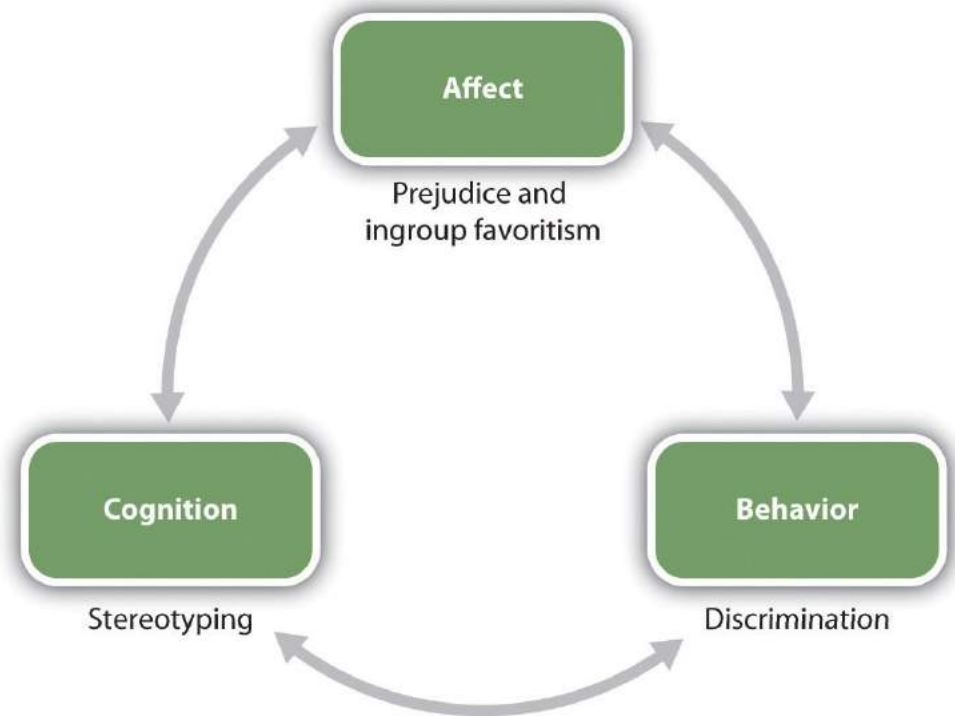 Affect
Prejudice and
ingroup favoritism
Cognition
Stereotyping
Behavior
Discrimination